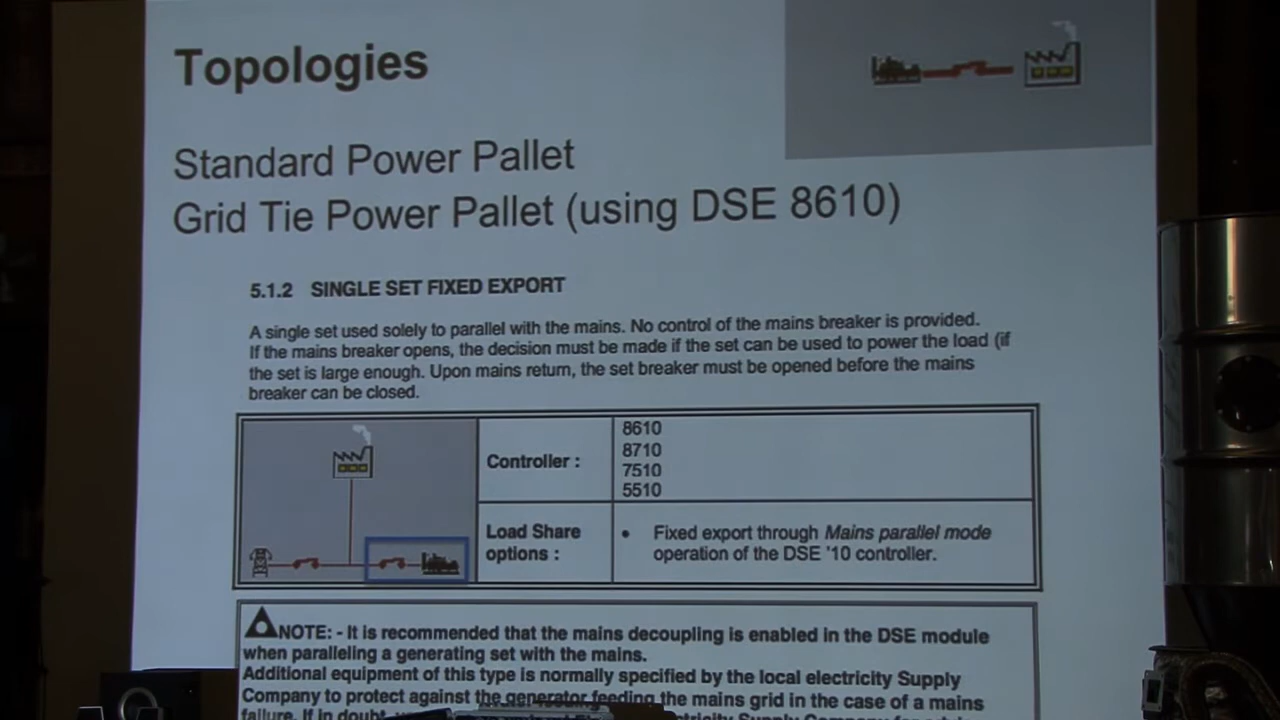 Topologies
Standard Power Pallet
Grid Tie Power Pallet (using DSE 8610)
5.1.2 SINGLE SET FIXED EXPORT
A single set used solely to parallel with the mains. No control of the mains breaker is provided.
If the mains breaker opens, the decision must be made if the set can be used to power the load (if
the set is large enough. Upon mains return, the set breaker must be opened before the mains
breaker can be closed.
Controller :
8610
8710
7510
5510
Load Share
options :
• Fixed export through Mains parallel mode
operation of the DSE '10 controller.
NOTE: - It is recommended that the mains decoupling is enabled in the DSE module
when paralleling a generating set with the mains.
Additional equipment of this type is normally specified by the local electricity Supply
Company to protect against the generator feeding the mains grid in the case of a mains
failure. If in doubt,